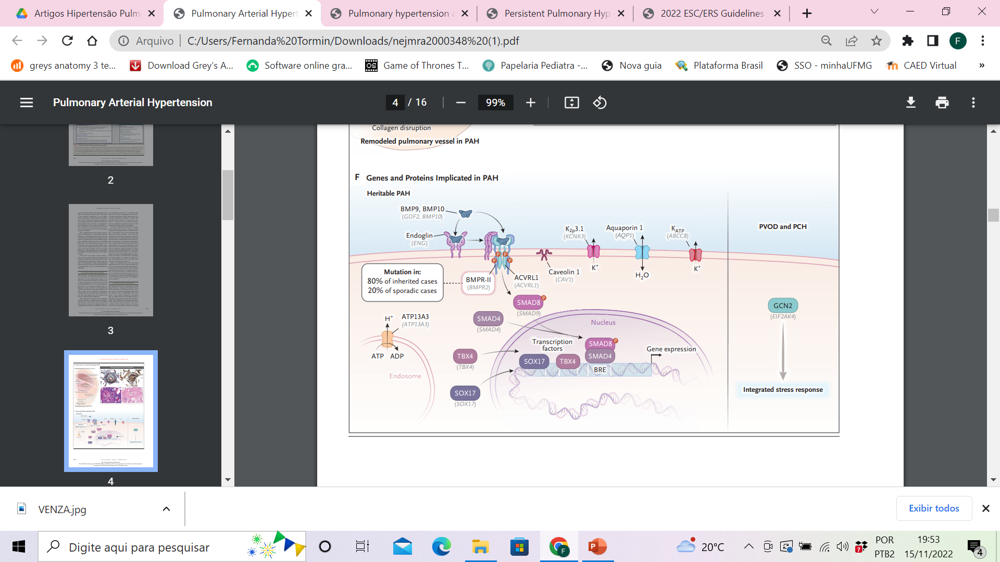 Artigos Hipertensão Pulm
Pulmonary Arterial Hypert
Pulmonary hypertension a
Persistent Pulmonary Hyp
2022 ESC/ERS Guidelines
Arquivo
C:/Users/Fernanda%20Tormin/Downloads/nejmra2000348%20(1).pdf
F
greys anatomy 3 te...
Download Grey's A...
Software online gra...
Game of Thrones T...
Papelaria Pediatra -...
Nova guia
Plataforma Brasil
SSO - minhaUFMG
CAED Virtual
»
Pulmonary Arterial Hypertension
4 / 16
99%
2
3
4
Collagen disruption
Remodeled pulmonary vessel in PAH
F Genes and Proteins Implicated in PAH
Heritable PAH
BMP9, BMP10
(GDF2, BMP10)
Endoglin
(ENG)
K2p3.1
(KCNK3)
K+
Aquaporin 1
(AQP1)
H2O
KATP
(ABCC8)
K+
PVOD and PCH
P P
P P
Mutation in:
80% of inherited cases
20% of sporadic cases
BMPR-II
(BMPR2)
ACVRL1
(ACVRL1)
Caveolin 1
(CAV1)
SMAD8 P
(SMAD9)
SMAD4
(SMAD4)
H+
ATP13A3
(ATP13A3)
ATP ADP
Endosome
TBX4
(TBX4)
SOX17
(SOX17)
Nucleus
Transcription
factors
SOX17
TBX4
SMAD8 P
SMAD4
BRE
Gene expression
GCN2
(EIF2AK4)
Integrated stress response
VENZA.jpg
Exibir todos
Digite aqui para pesquisar
OS
P
F
20°C
7
POR
PTB2
19:53
15/11/2022
4